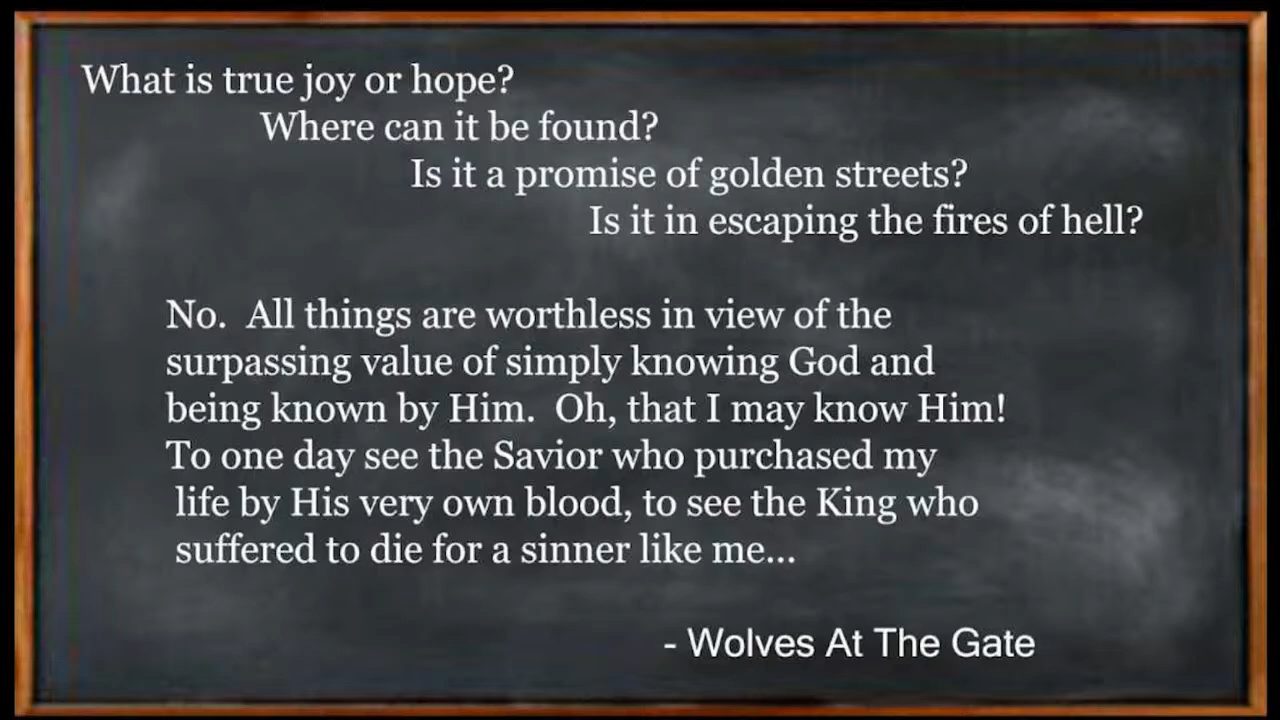 What is true joy or hope?
Where can it be found?
Is it a promise of golden streets?
Is it in escaping the fires of hell?
No.  All things are worthless in view of the
surpassing value of simply knowing God and
being known by Him.  Oh, that I may know Him!
To one day see the Savior who purchased my
life by His very own blood, to see the King who
suffered to die for a sinner like me...
- Wolves At The Gate